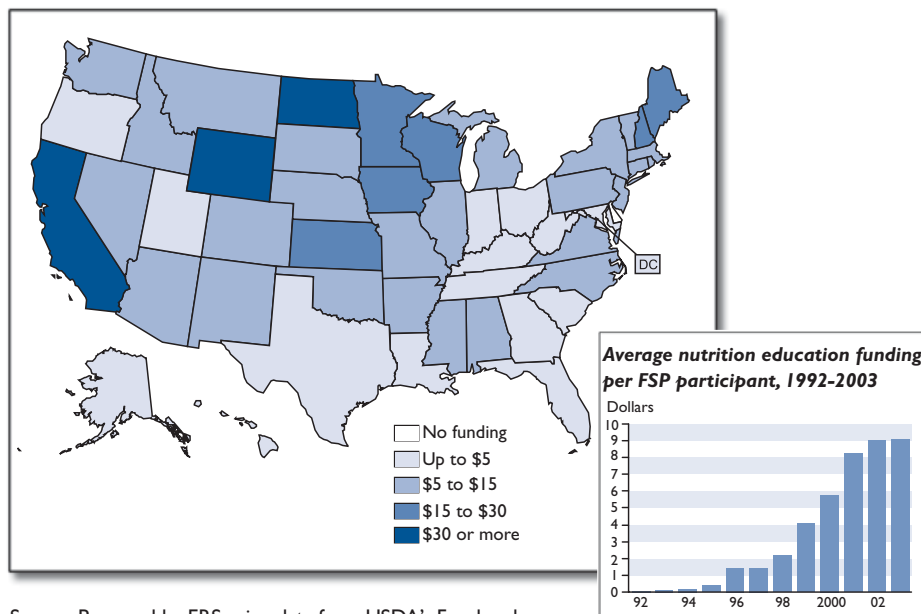 DC
No funding
Up to $5
$5 to $15
$15 to $30
$30 or more
Average nutrition education funding
per FSP participant, 1992-2003
Dollars
10
9
8
7
6
5
4
3
2
1
0
92 94 96 98 2000 02